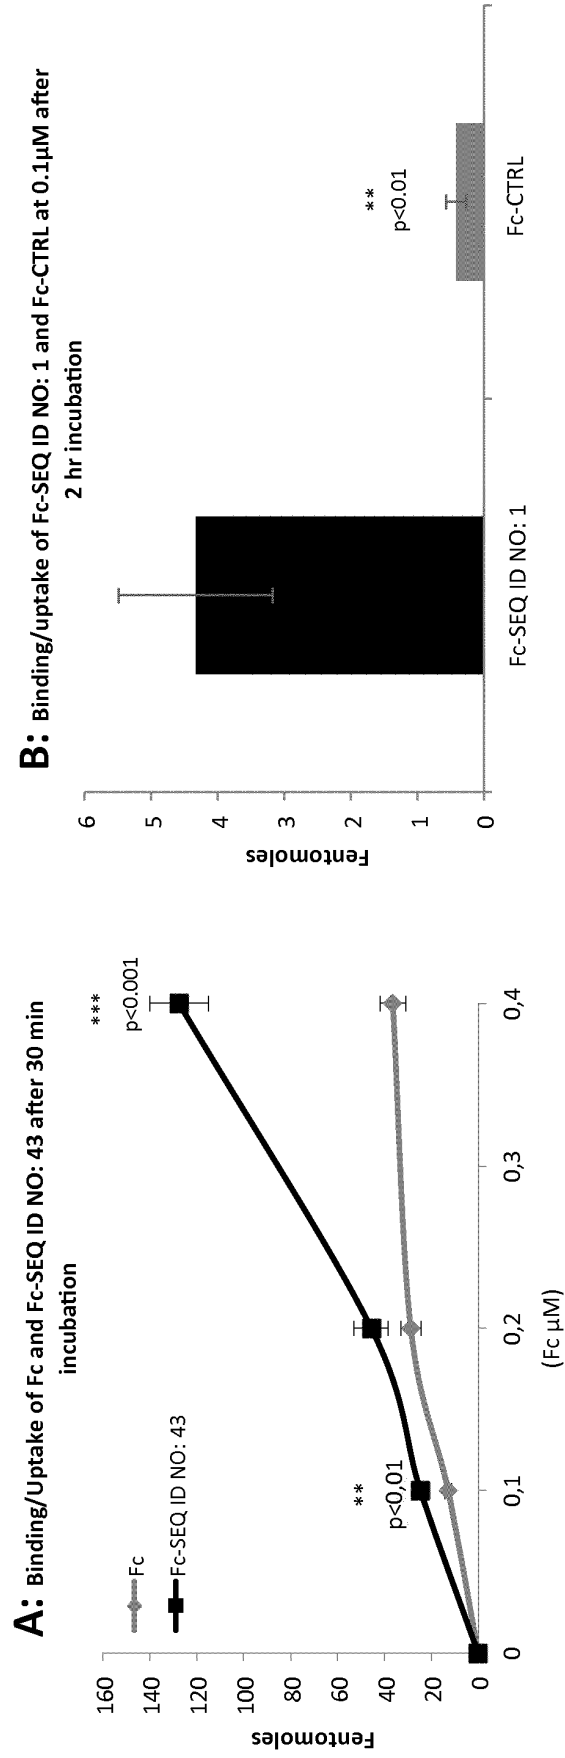 A: Binding/Uptake of Fc and Fc-SEQ ID NO: 43 after 30 min
incubation
Fc
Fc-SEQ ID NO: 43
***
p<0.001
**
p<0,01
160
140
120
100
80
60
40
20
0
Fentomoles
0
0,1
0,2
0,3
0,4
(Fc µM)
B: Binding/uptake of Fc-SEQ ID NO: 1 and Fc-CTRL at 0.1µM after
2 hr incubation
6
5
4
3
2
1
0
Fentomoles
**
p<0.01
Fc-SEQ ID NO: 1
Fc-CTRL